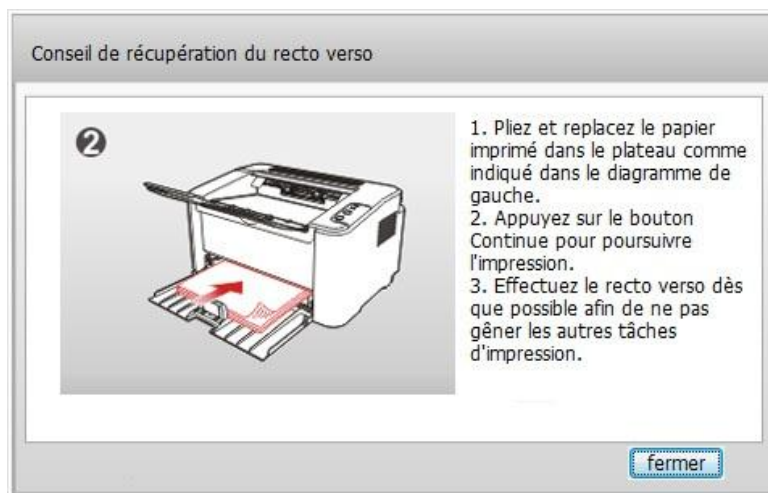 Conseil de récupération du recto verso
2
1. Pliez et replacez le papier
imprimé dans le plateau comme
indiqué dans le diagramme de
gauche.
2. Appuyez sur le bouton
Continue pour poursuivre
l'impression.
3. Effectuez le recto verso dès
que possible afin de ne pas
gêner les autres tâches
d'impression.
fermer